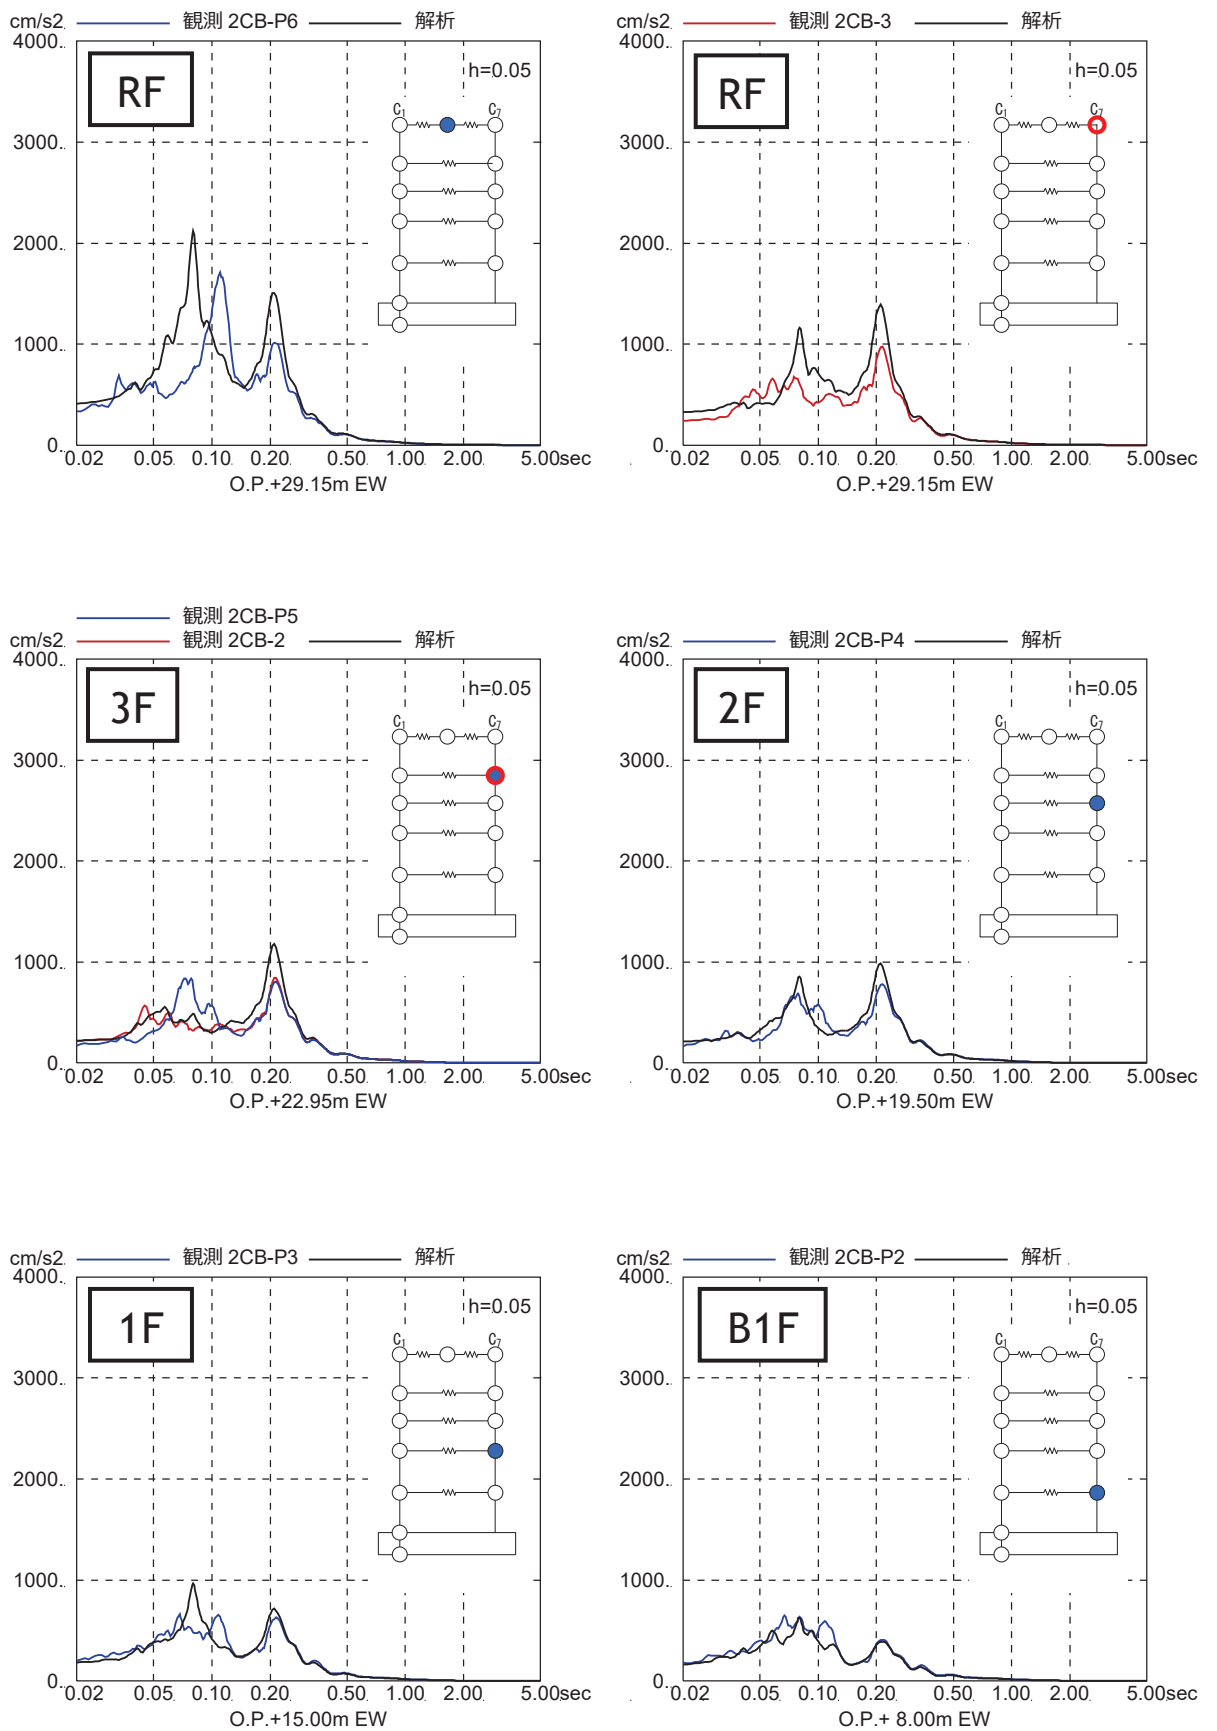 cm/s2 観測 2CB-P6 解析
4000.
RF
h=0.05
C1 C7
3000.
2000.
1000.
0.
0.02 0.05 0.10 0.20 0.50 1.00 2.00 5.00sec
O.P.+29.15m EW
cm/s2 観測 2CB-3 解析
4000.
RF
h=0.05
C1 C7
3000.
2000.
1000.
0.
0.02 0.05 0.10 0.20 0.50 1.00 2.00 5.00sec
O.P.+29.15m EW
観測 2CB-P5
cm/s2 観測 2CB-2 解析
4000.
3F
h=0.05
C1 C7
3000.
2000.
1000.
0.
0.02 0.05 0.10 0.20 0.50 1.00 2.00 5.00sec
O.P.+22.95m EW
cm/s2 観測 2CB-P4 解析
4000.
2F
h=0.05
C1 C7
3000.
2000.
1000.
0.
0.02 0.05 0.10 0.20 0.50 1.00 2.00 5.00sec
O.P.+19.50m EW
cm/s2 観測 2CB-P3 解析
4000.
1F
h=0.05
C1 C7
3000.
2000.
1000.
0.
0.02 0.05 0.10 0.20 0.50 1.00 2.00 5.00sec
O.P.+15.00m EW
cm/s2 観測 2CB-P2 解析
4000.
B1F
h=0.05
C1 C7
3000.
2000.
1000.
0.
0.02 0.05 0.10 0.20 0.50 1.00 2.00 5.00sec
O.P.+ 8.00m EW